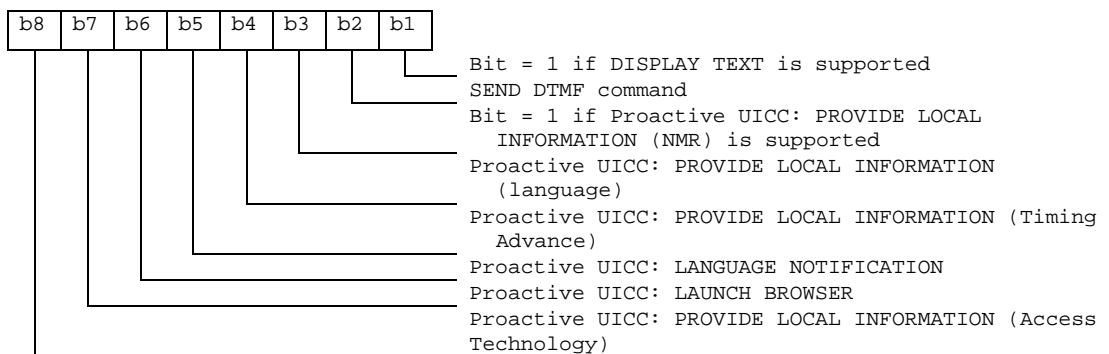 b8 b7 b6 b5 b4 b3 b2 b1
Bit = 1 if DISPLAY TEXT is supported
SEND DTMF command
Bit = 1 if Proactive UICC: PROVIDE LOCAL
INFORMATION (NMR) is supported
Proactive UICC: PROVIDE LOCAL INFORMATION
(language)
Proactive UICC: PROVIDE LOCAL INFORMATION (Timing
Advance)
Proactive UICC: LANGUAGE NOTIFICATION
Proactive UICC: LAUNCH BROWSER
Proactive UICC: PROVIDE LOCAL INFORMATION (Access
Technology)